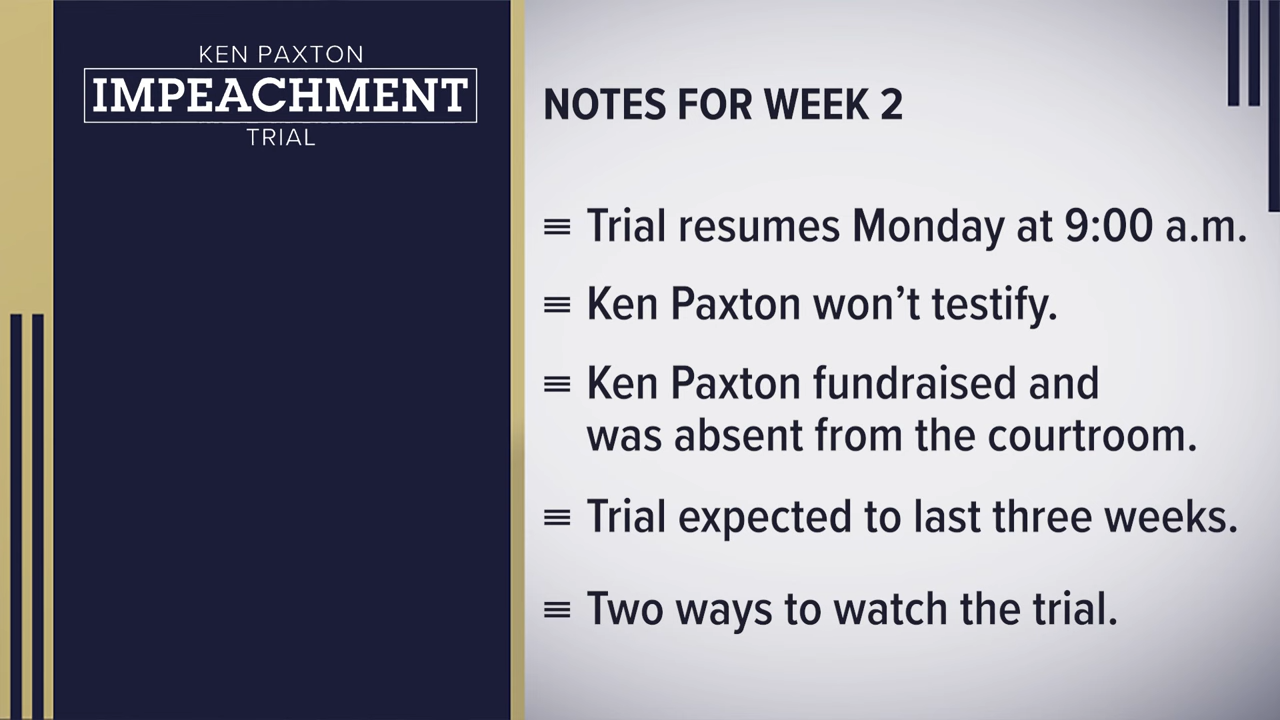 KEN PAXTON
IMPEACHMENT
TRIAL
NOTES FOR WEEK 2
Trial resumes Monday at 9:00 a.m.
Ken Paxton won’t testify.
Ken Paxton fundraised and
was absent from the courtroom.
Trial expected to last three weeks.
Two ways to watch the trial.